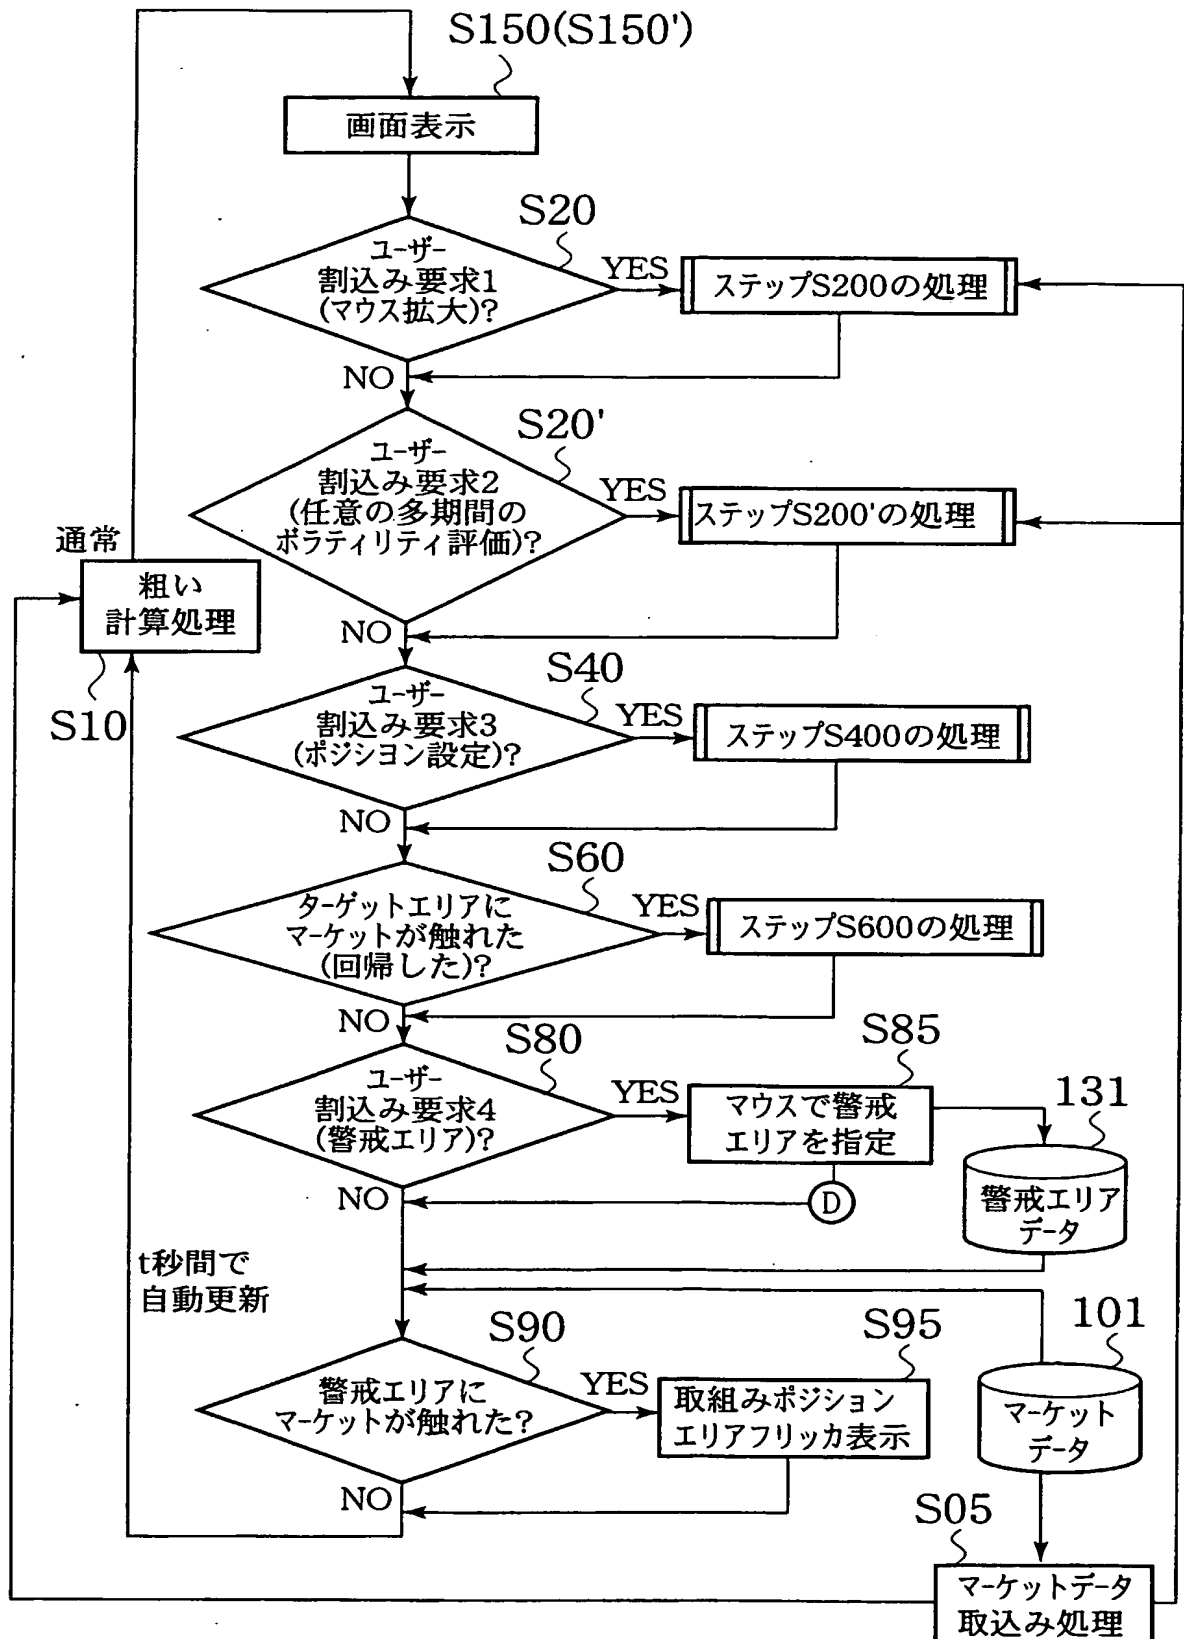 S150(S150')
画面表示
S20
ユーザー
割込み要求1
(マウス拡大)?
YES
ステップS200の処理
NO
S20'
ユーザー
割込み要求2
(任意の多期間の
ボラティリティ評価)?
YES
ステップS200'の処理
通常
粗い
計算処理
S10
NO
S40
ユーザー
割込み要求3
(ポジション設定)?
YES
ステップS400の処理
NO
S60
ターゲットエリアに
マーケットが触れた
(回帰した)?
YES
ステップS600の処理
NO
S80
ユーザー
割込み要求4
(警戒エリア)?
YES
S85
マウスで警戒
エリアを指定
131
警戒エリア
データ
NO
D
t秒間で
自動更新
S90
警戒エリアに
マーケットが触れた?
YES
S95
取組みポジション
エリアフリッカ表示
101
マーケット
データ
NO
S05
マーケットデータ
取込み処理